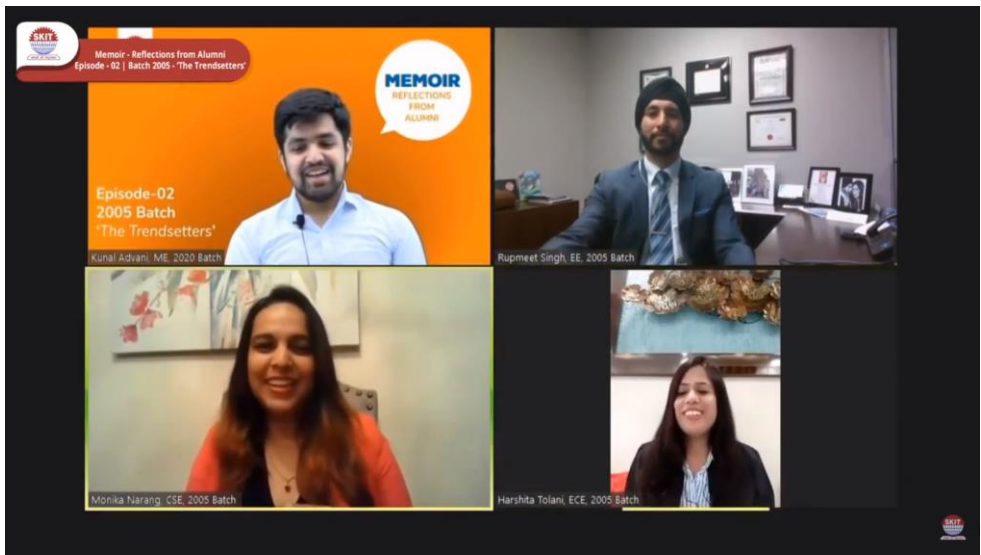 SKIT
Memoir - Reflections from Alumni
Episode - 02 | Batch 2005 - 'The Trendsetters'
MEMOIR
REFLECTIONS
FROM
ALUMNI
Episode-02
2005 Batch
'The Trendsetters'
Kunal Advani, ME, 2020 Batch
Rupmeet Singh, EE, 2005 Batch
Monika Narang, CSE, 2005 Batch
Harshita Tolani, ECE, 2005 Batch
SKIT